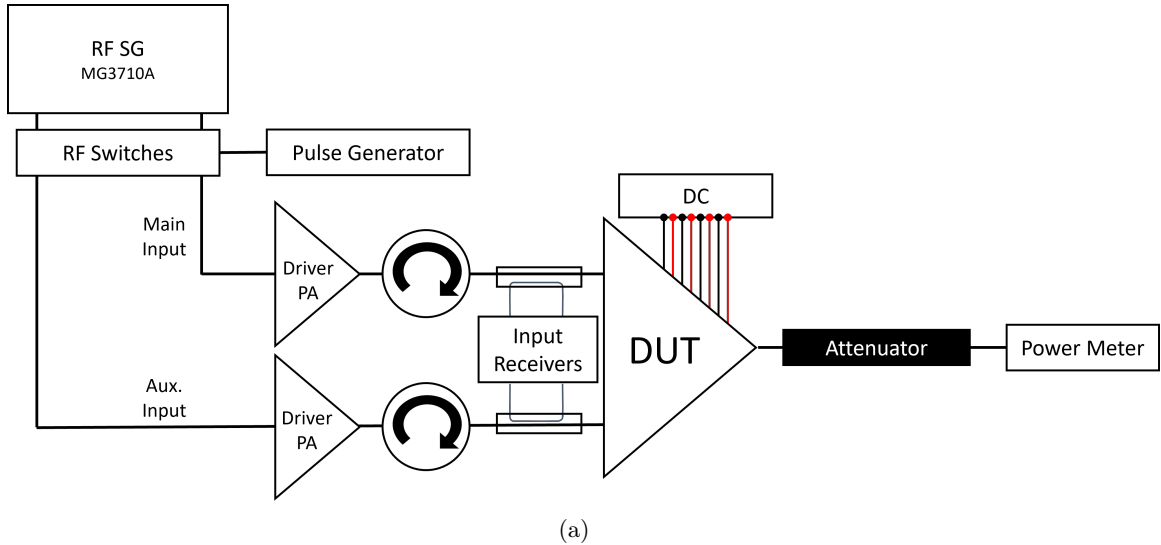 RF SG
MG3710A
RF Switches
Pulse Generator
DC
Main
Input
Driver
PA
Input
Receivers
DUT
Attenuator
Power Meter
Aux.
Input
Driver
PA
(a)